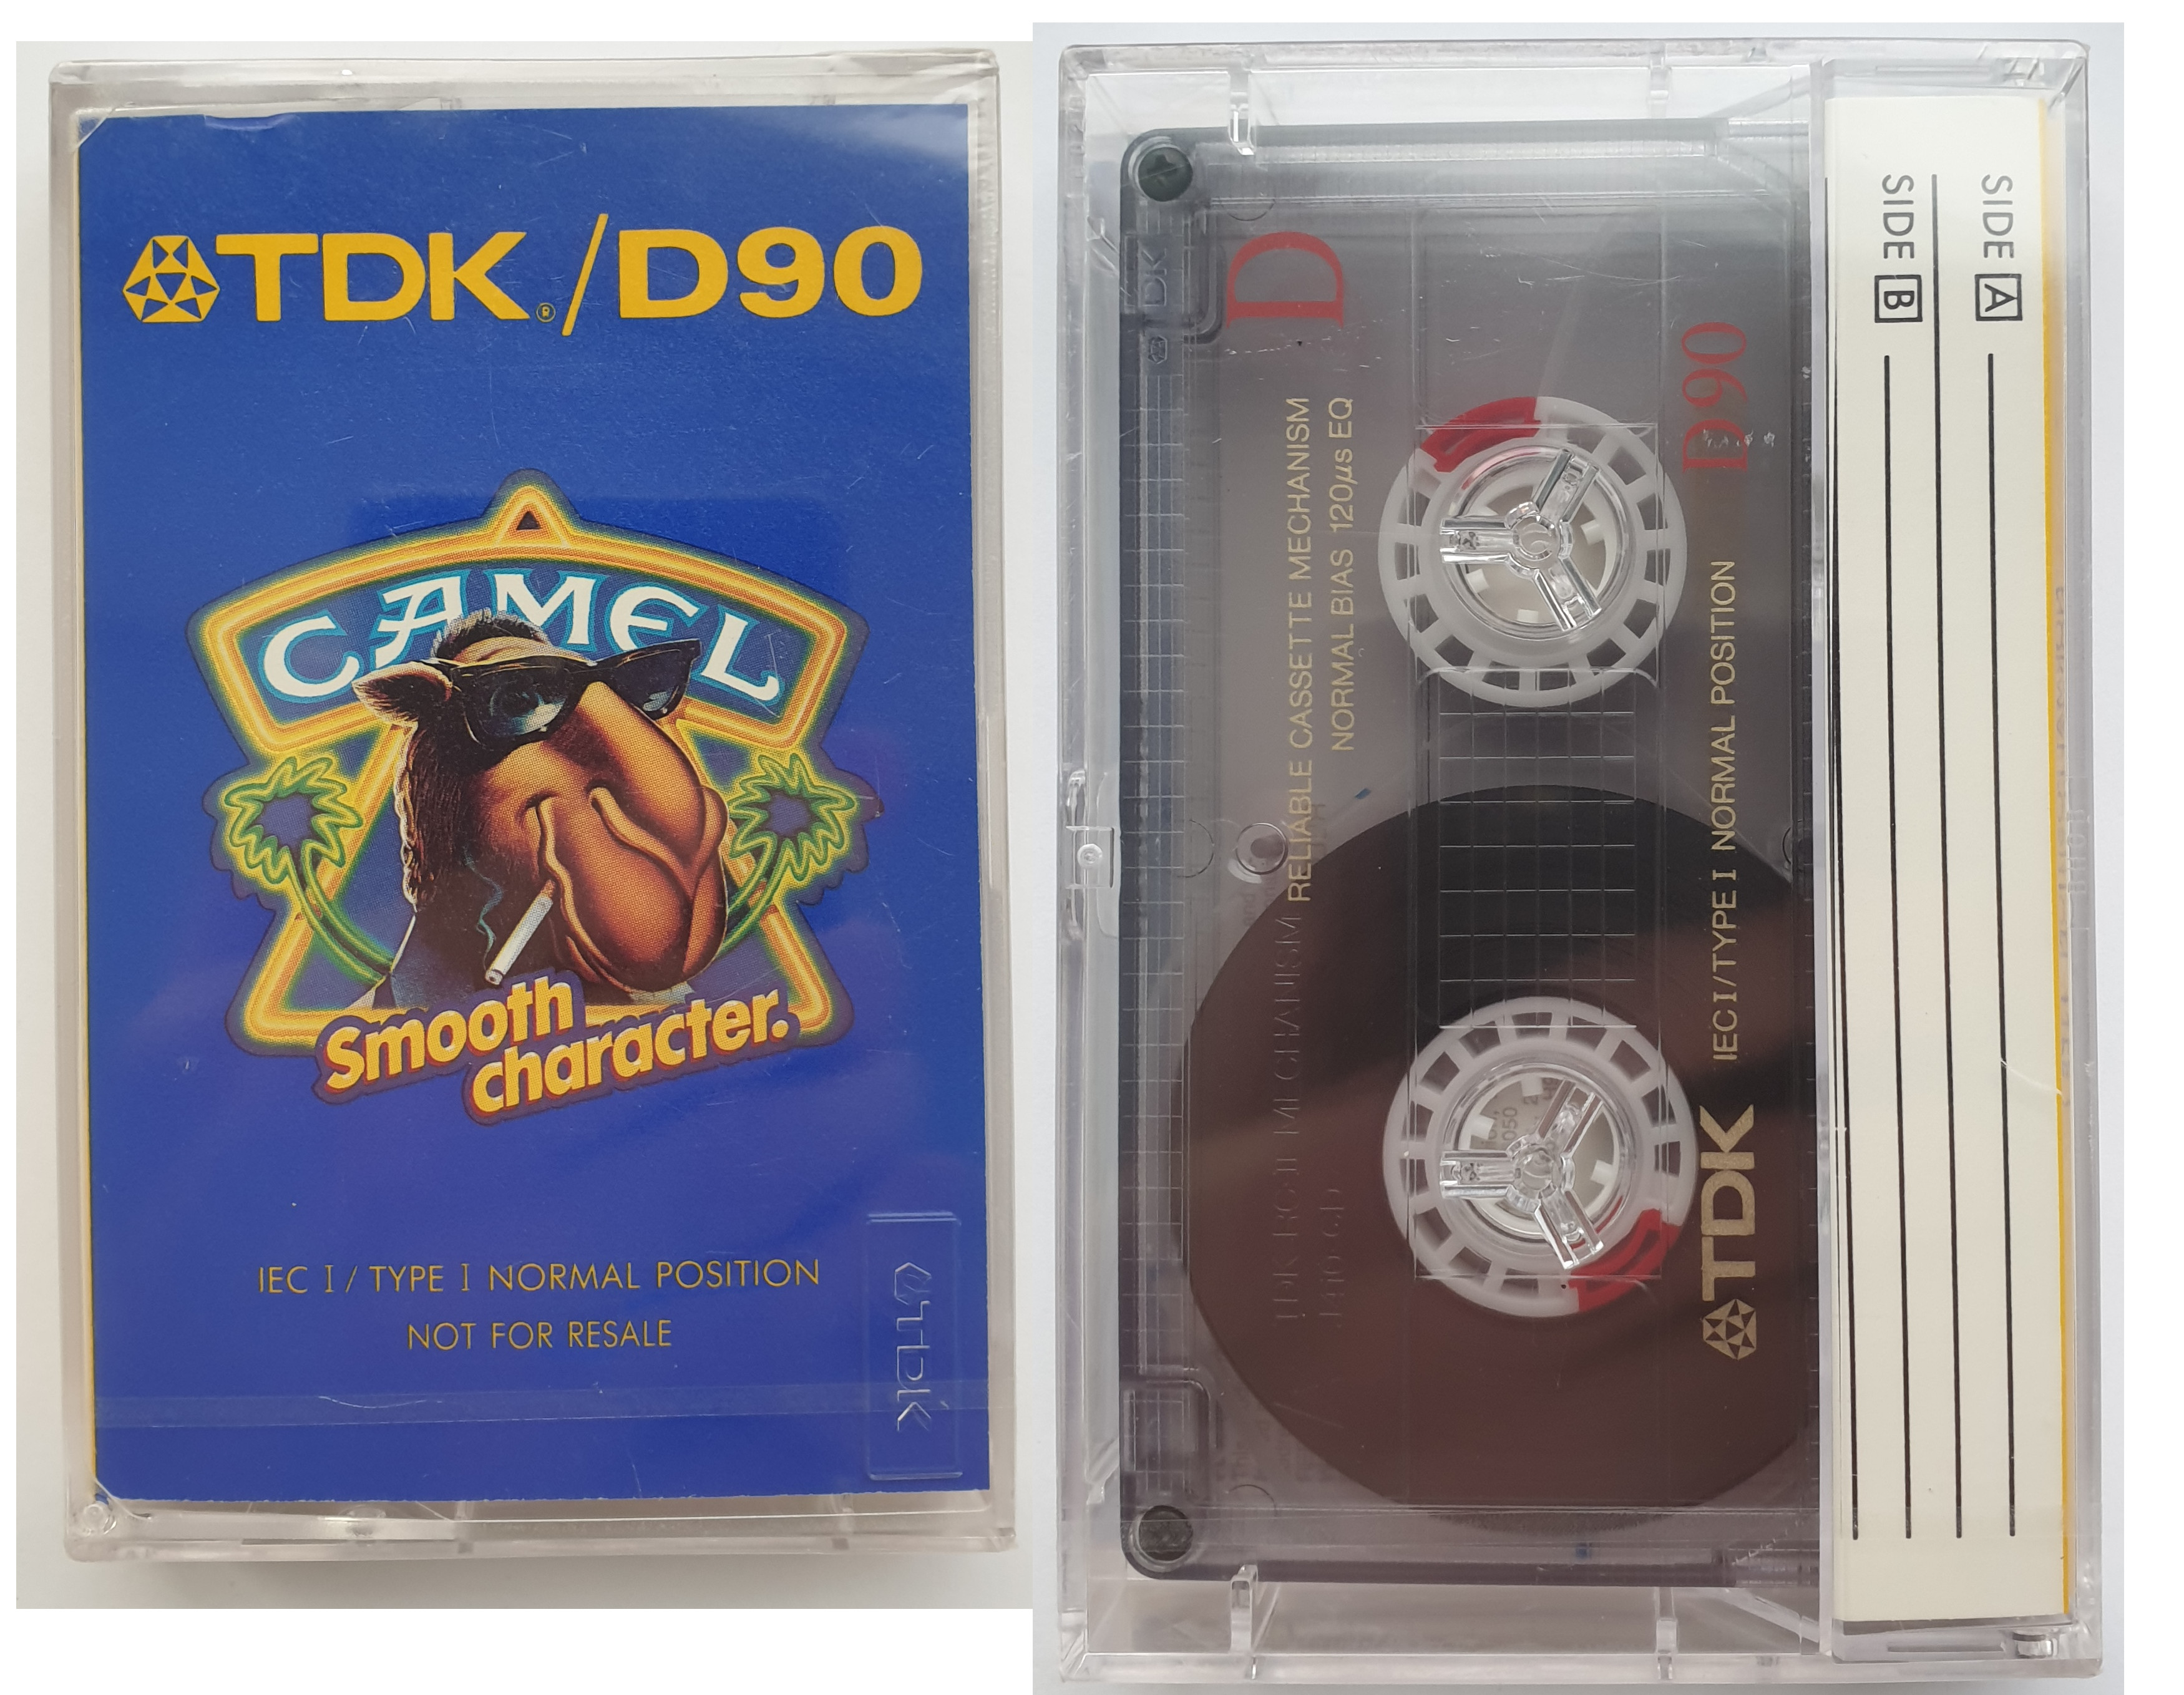 TDK® / D90
CAMEL
Smooth
character.
IEC I / TYPE I NORMAL POSITION
NOT FOR RESALE
TDK
TDK
D
RELIABLE CASSETTE MECHANISM
NORMAL BIAS 120μs EQ
D90
TDK IEC I / TYPE I NORMAL POSITION
SIDE A
SIDE B